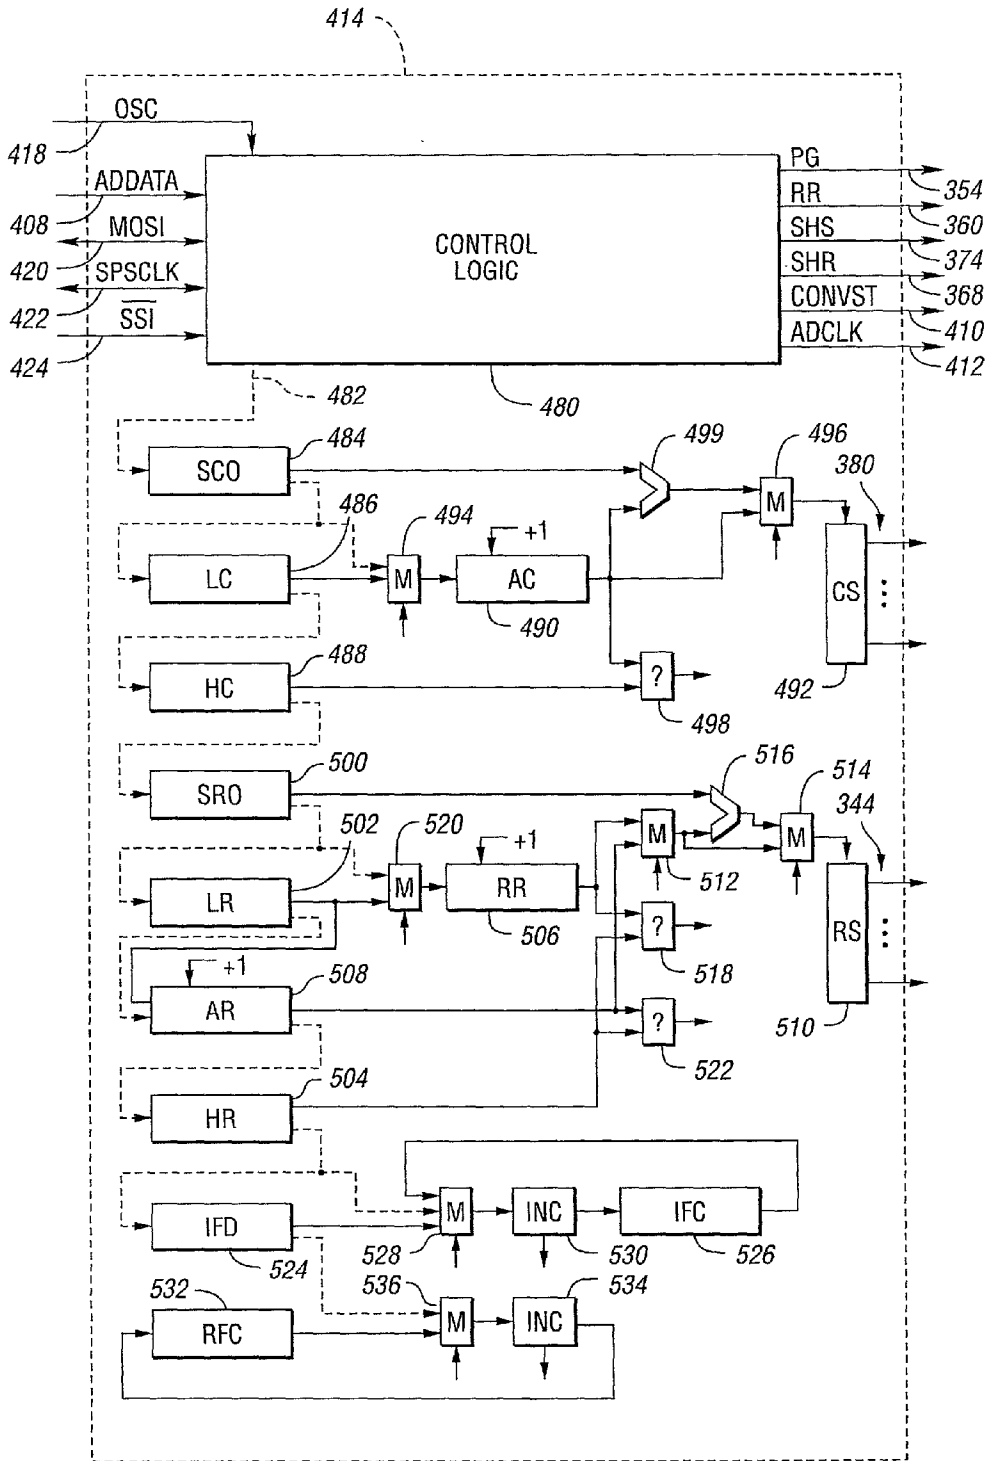 414
OSC
418
ADDATA
408
MOSI
420
SPSCLK
422
SSI
424
CONTROL
LOGIC
PG
354
RR
360
SHS
374
SHR
368
CONVST
410
ADCLK
412
482
480
SCO
484
499
496
M
380
LC
486
494
M
+1
AC
490
CS
492
HC
488
?
498
SRO
500
516
514
M
344
LR
502
520
M
+1
RR
506
M
512
?
518
RS
510
+1
AR
508
?
522
HR
504
IFD
524
M
528
INC
530
IFC
526
532
RFC
536
M
534
INC